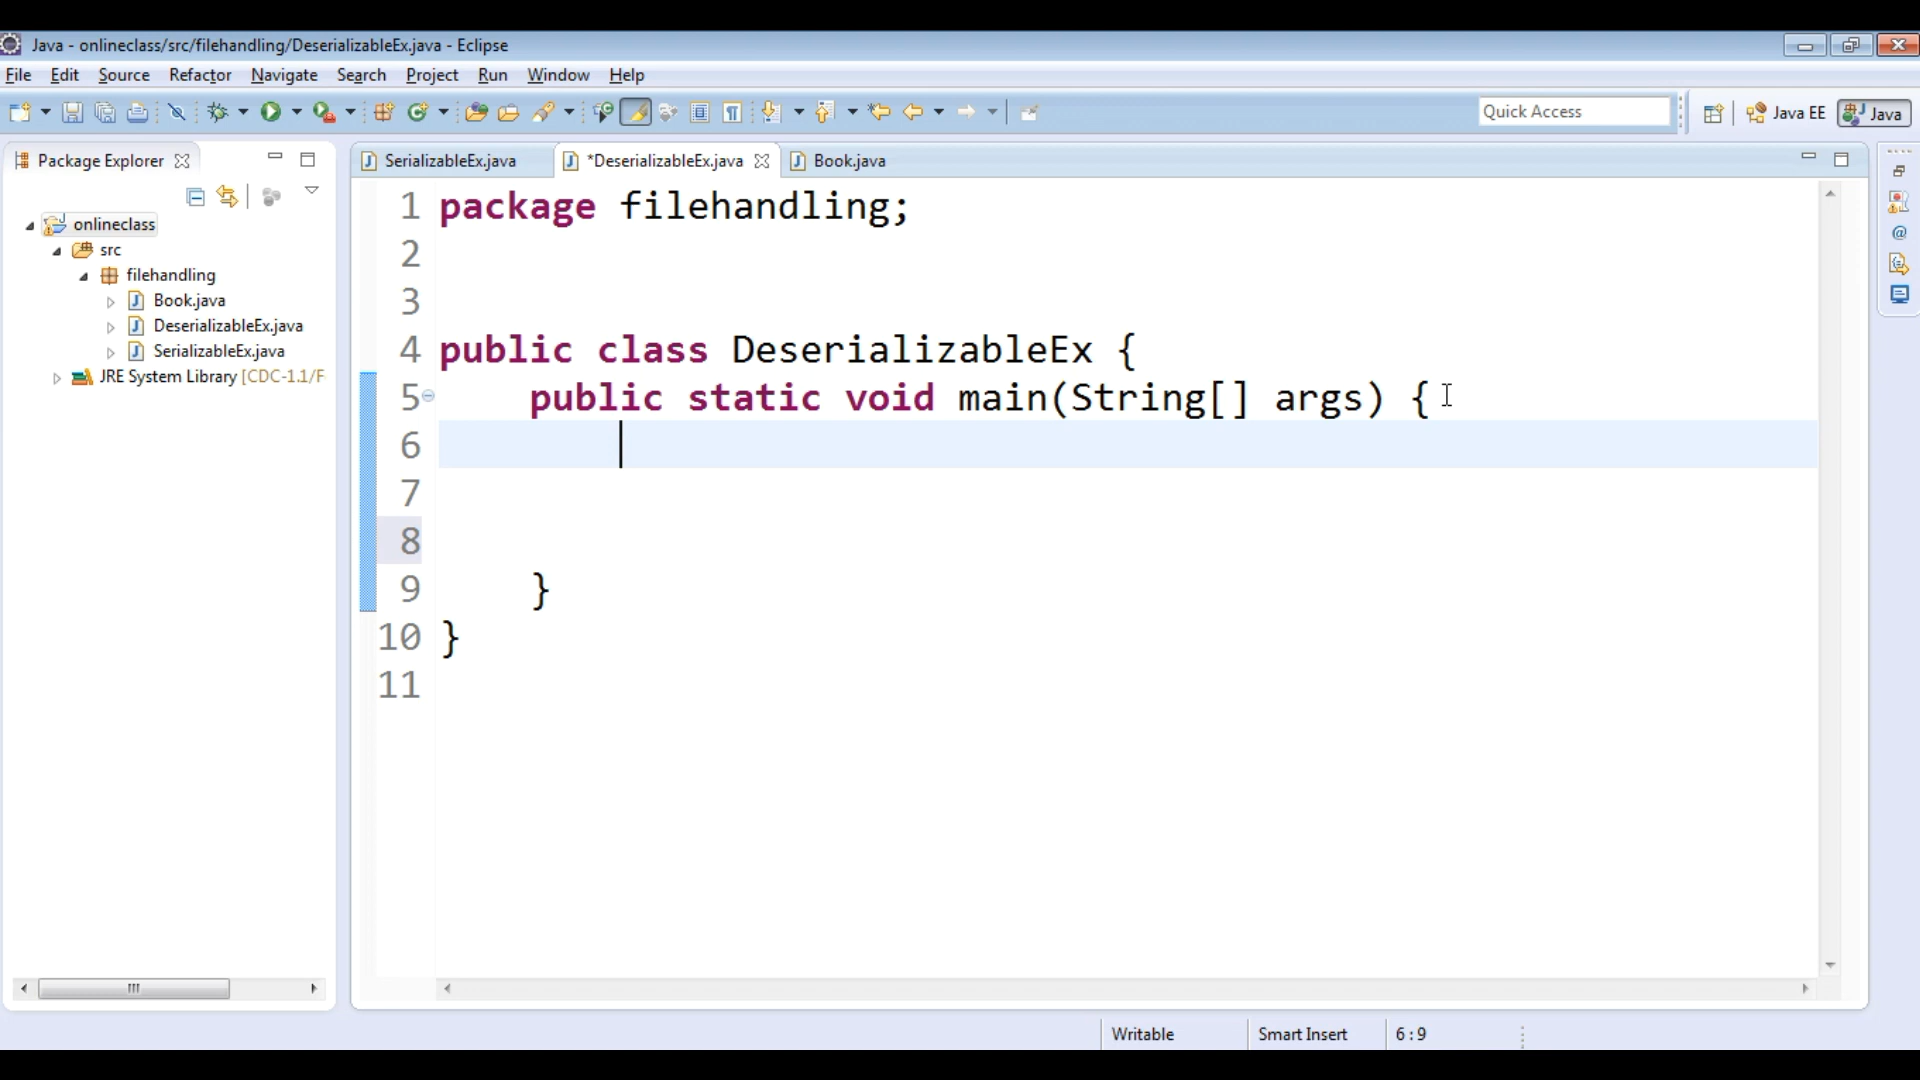 Java - onlineclass/src/filehandling/DeserializableEx.java - Eclipse
File Edit Source Refactor Navigate Search Project Run Window Help
Quick Access
Java EE
Java
Package Explorer
onlineclass
src
filehandling
Book.java
DeserializableEx.java
SerializableEx.java
JRE System Library [CDC-1.1/F
SerializableEx.java
*DeserializableEx.java
Book.java
1 package filehandling;
2
3
4 public class DeserializableEx {
5 public static void main(String[] args) {
6
7
8
9 }
10 }
11
Writable
Smart Insert
6 : 9